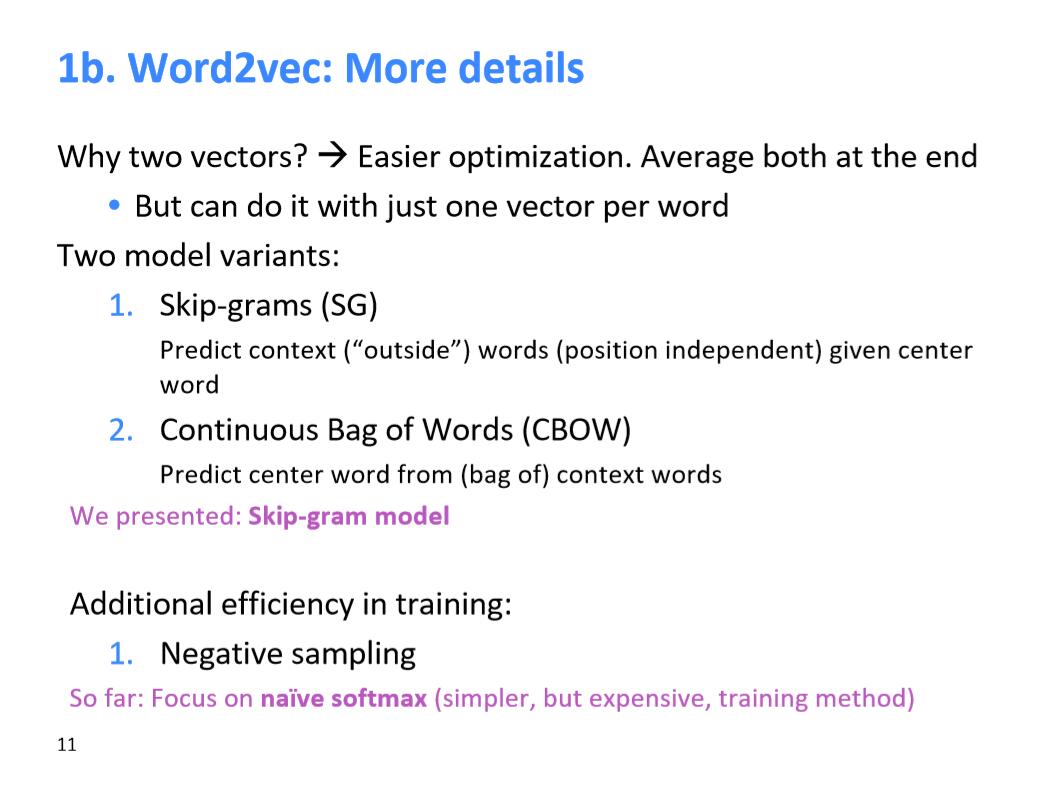 1b. Word2vec: More details
Why two vectors? → Easier optimization. Average both at the end
• But can do it with just one vector per word
Two model variants:
1. Skip-grams (SG)
Predict context (“outside”) words (position independent) given center
word
2. Continuous Bag of Words (CBOW)
Predict center word from (bag of) context words
We presented: Skip-gram model
Additional efficiency in training:
1. Negative sampling
So far: Focus on naïve softmax (simpler, but expensive, training method)
11